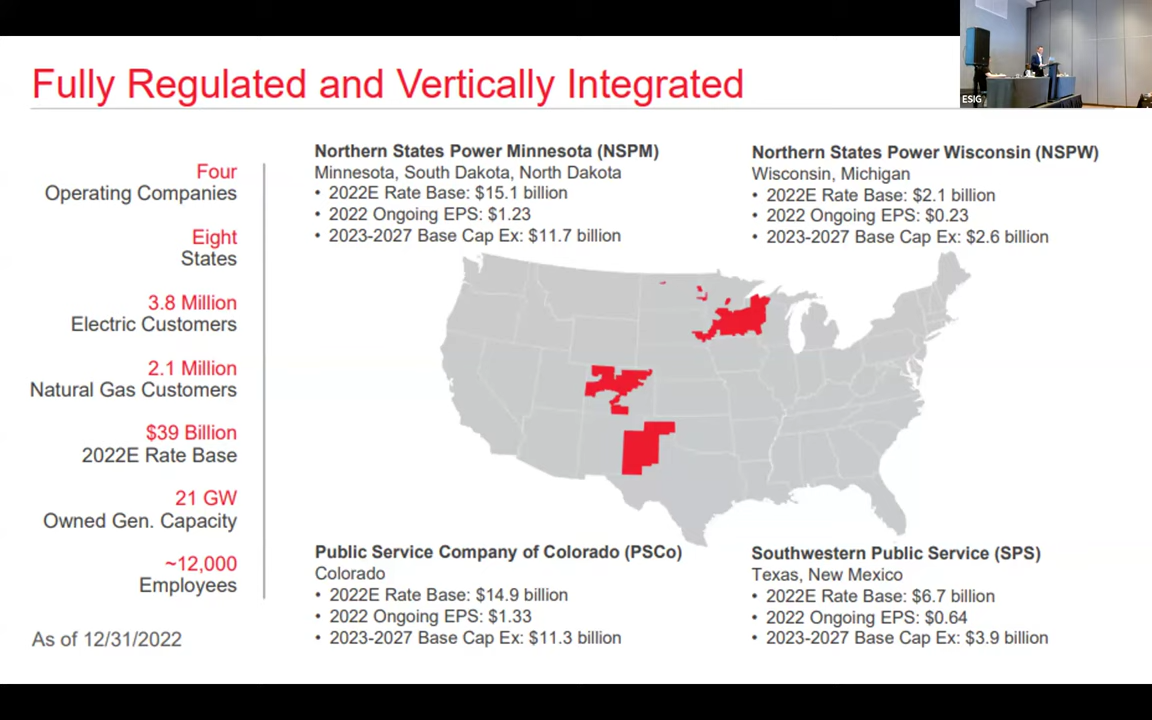 Fully Regulated and Vertically Integrated
ESIG
Four
Operating Companies
Eight
States
3.8 Million
Electric Customers
2.1 Million
Natural Gas Customers
$39 Billion
2022E Rate Base
21 GW
Owned Gen. Capacity
~12,000
Employees
As of 12/31/2022
Northern States Power Minnesota (NSPM)
Minnesota, South Dakota, North Dakota
• 2022E Rate Base: $15.1 billion
• 2022 Ongoing EPS: $1.23
• 2023-2027 Base Cap Ex: $11.7 billion
Northern States Power Wisconsin (NSPW)
Wisconsin, Michigan
• 2022E Rate Base: $2.1 billion
• 2022 Ongoing EPS: $0.23
• 2023-2027 Base Cap Ex: $2.6 billion
Public Service Company of Colorado (PSCo)
Colorado
• 2022E Rate Base: $14.9 billion
• 2022 Ongoing EPS: $1.33
• 2023-2027 Base Cap Ex: $11.3 billion
Southwestern Public Service (SPS)
Texas, New Mexico
• 2022E Rate Base: $6.7 billion
• 2022 Ongoing EPS: $0.64
• 2023-2027 Base Cap Ex: $3.9 billion